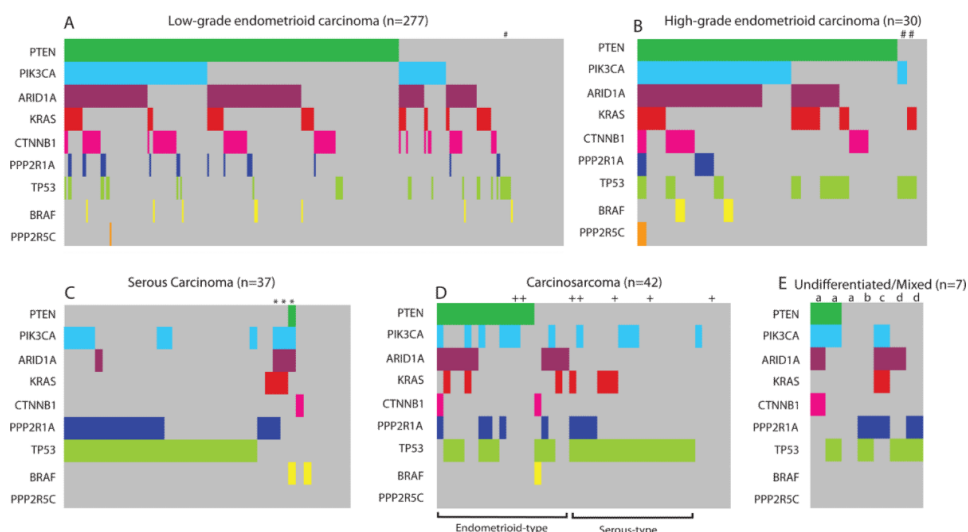 A
Low-grade endometrioid carcinoma (n=277)
#
PTEN
PIK3CA
ARID1A
KRAS
CTNNB1
PPP2R1A
TP53
BRAF
PPP2R5C
B
High-grade endometrioid carcinoma (n=30)
# #
PTEN
PIK3CA
ARID1A
KRAS
CTNNB1
PPP2R1A
TP53
BRAF
PPP2R5C
C
Serous Carcinoma (n=37)
* * *
PTEN
PIK3CA
ARID1A
KRAS
CTNNB1
PPP2R1A
TP53
BRAF
PPP2R5C
D
Carcinosarcoma (n=42)
++ ++ + + +
PTEN
PIK3CA
ARID1A
KRAS
CTNNB1
PPP2R1A
TP53
BRAF
PPP2R5C
Endometrioid-type Serous-type
E
Undifferentiated/Mixed (n=7)
a a a b c d d
PTEN
PIK3CA
ARID1A
KRAS
CTNNB1
PPP2R1A
TP53
BRAF
PPP2R5C